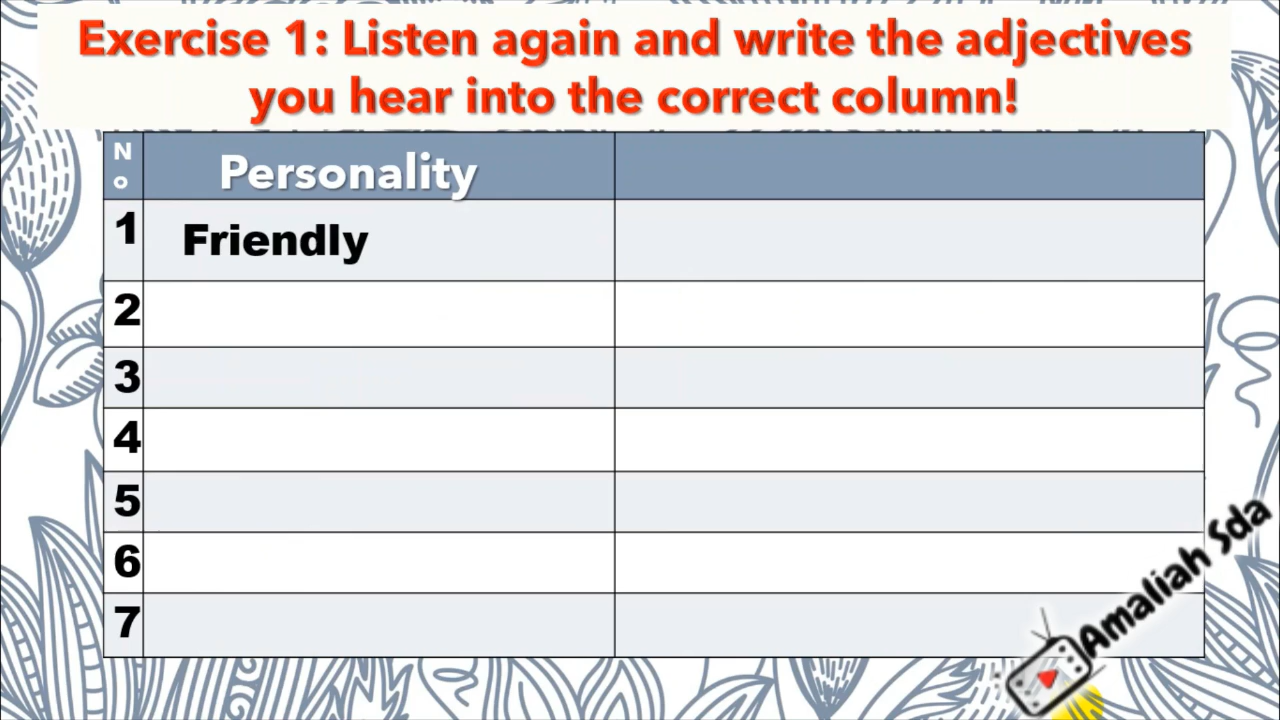 Exercise 1: Listen again and write the adjectives
you hear into the correct column!
No Personality
1 Friendly
2
3
4
5
6
7
Amaliah Sda